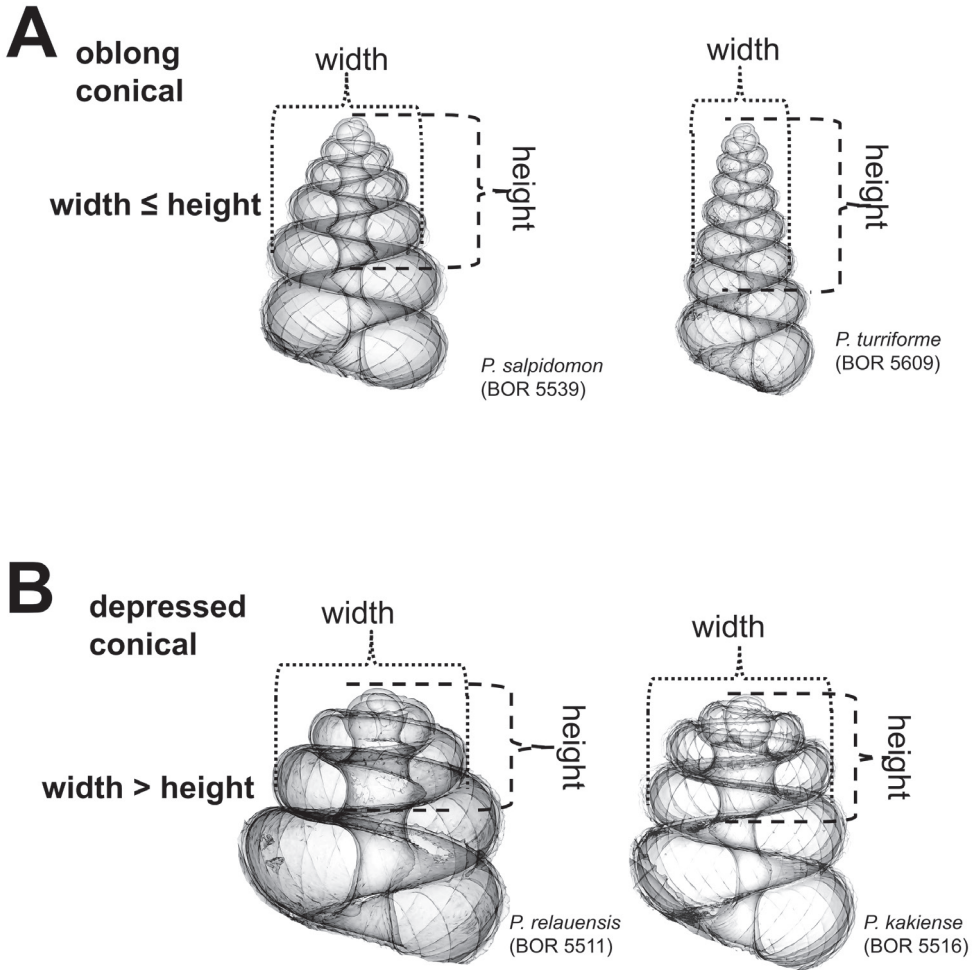 A
oblong
conical
width
width
width ≤ height
height
height
P. salpidomon
(BOR 5539)
P. turriforme
(BOR 5609)
B
depressed
conical
width
width
width > height
height
height
P. relauensis
(BOR 5511)
P. kakiense
(BOR 5516)